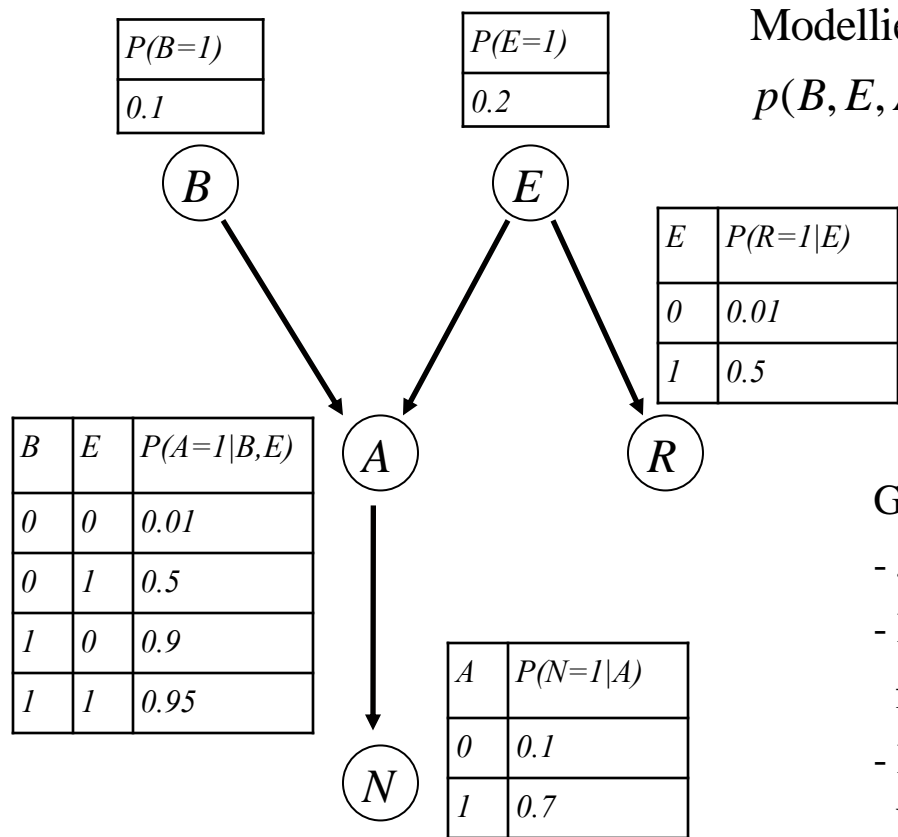 P(B=1)
0.1
P(E=1)
0.2
p(B, E,
B
E
E P(R=1|E)
0 0.01
1 0.5
B E P(A=1|B,E)
0 0 0.01
0 1 0.5
1 0 0.9
1 1 0.95
A
R
G
-
-
-
A P(N=1|A)
0 0.1
1 0.7
N